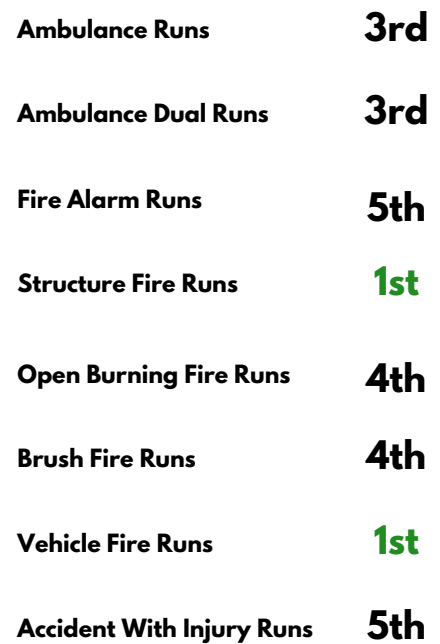 Ambulance Runs 3rd
Ambulance Dual Runs 3rd
Fire Alarm Runs 5th
Structure Fire Runs 1st
Open Burning Fire Runs 4th
Brush Fire Runs 4th
Vehicle Fire Runs 1st
Accident With Injury Runs 5th